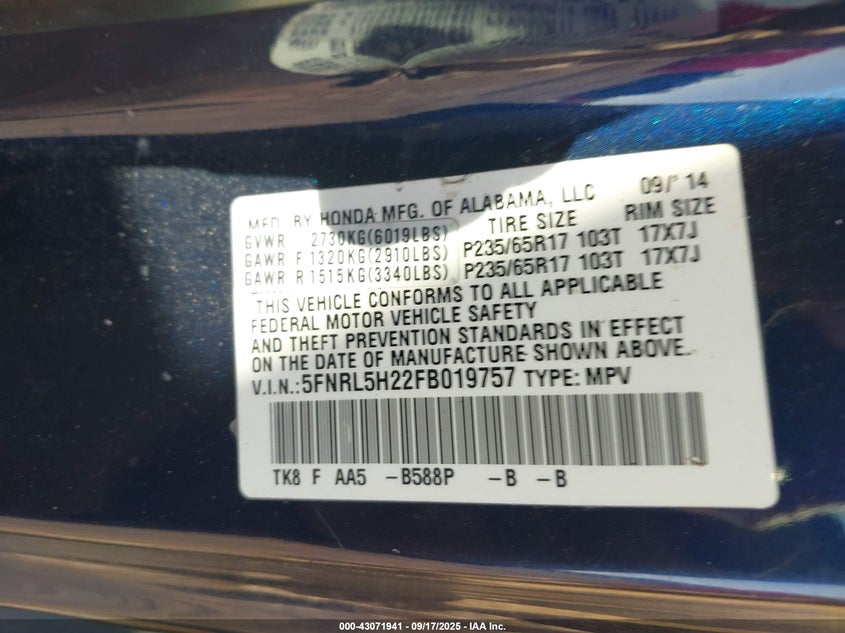 MFD. BY HONDA MFG. OF ALABAMA, LLC 09/ 14
GVWR 2730KG(6019LBS) TIRE SIZE RIM SIZE
GAWR F 1320KG(2910LBS) P235/65R17 103T 17X7J
GAWR R 1515KG(3340LBS) P235/65R17 103T 17X7J
THIS VEHICLE CONFORMS TO ALL APPLICABLE
FEDERAL MOTOR VEHICLE SAFETY
AND THEFT PREVENTION STANDARDS IN EFFECT
ON THE DATE OF MANUFACTURE SHOWN ABOVE.
V.I.N.:5FNRL5H22FB019757 TYPE: MPV
TK8 F AA5 -B588P -B -B
000-43071941 - 09/17/2025 - IAA Inc.